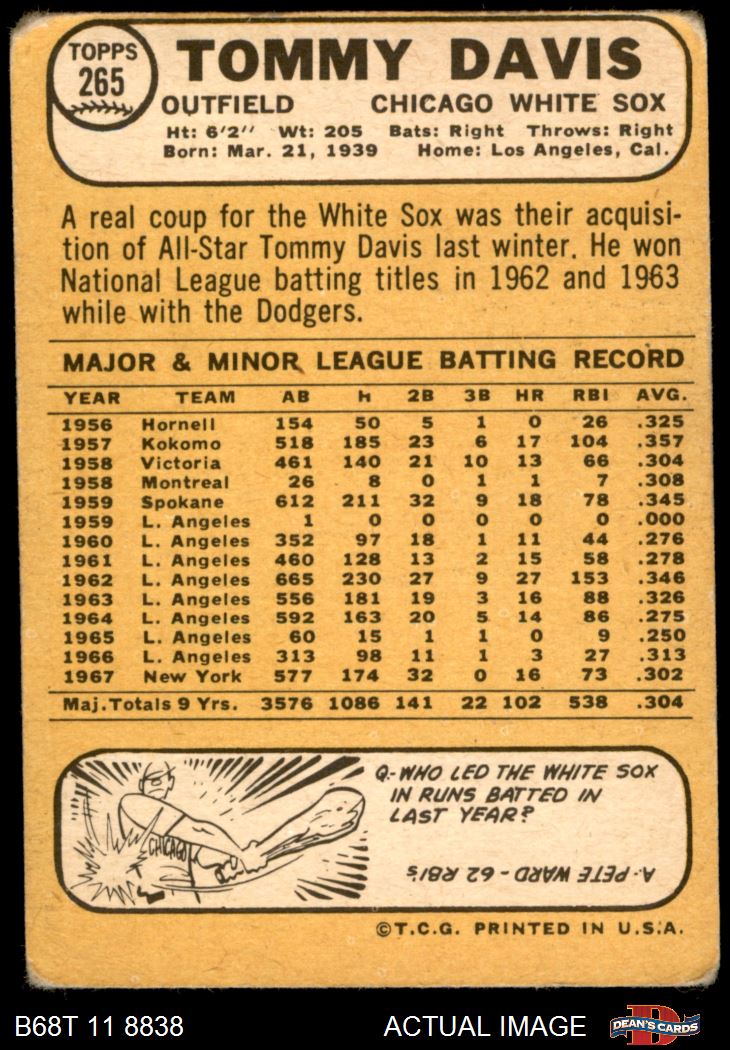 TOPPS
265
TOMMY DAVIS
OUTFIELD CHICAGO WHITE SOX
Ht: 6'2" Wt: 205 Bats: Right Throws: Right
Born: Mar. 21, 1939 Home: Los Angeles, Cal.
A real coup for the White Sox was their acquisi-
tion of All-Star Tommy Davis last winter. He won
National League batting titles in 1962 and 1963
while with the Dodgers.
MAJOR & MINOR LEAGUE BATTING RECORD
YEAR TEAM AB h 2B 3B HR RBI AVG.
1956 Hornell 154 50 5 1 0 26 .325
1957 Kokomo 518 185 23 6 17 104 .357
1958 Victoria 461 140 21 10 13 66 .304
1958 Montreal 26 8 0 1 1 7 .308
1959 Spokane 612 211 32 9 18 78 .345
1959 L. Angeles 1 0 0 0 0 0 .000
1960 L. Angeles 352 97 18 1 11 44 .276
1961 L. Angeles 460 128 13 2 15 58 .278
1962 L. Angeles 665 230 27 9 27 153 .346
1963 L. Angeles 556 181 19 3 16 88 .326
1964 L. Angeles 592 163 20 5 14 86 .275
1965 L. Angeles 60 15 1 1 0 9 .250
1966 L. Angeles 313 98 11 1 3 27 .313
1967 New York 577 174 32 0 16 73 .302
Maj. Totals 9 Yrs. 3576 1086 141 22 102 538 .304
Q-WHO LED THE WHITE SOX
IN RUNS BATTED IN
LAST YEAR?
CHICAGO
A-PETE WARD-62 RBI's
©T.C.G. PRINTED IN U.S.A.
B68T 11 8838 ACTUAL IMAGE
D
DEAN'S CARDS